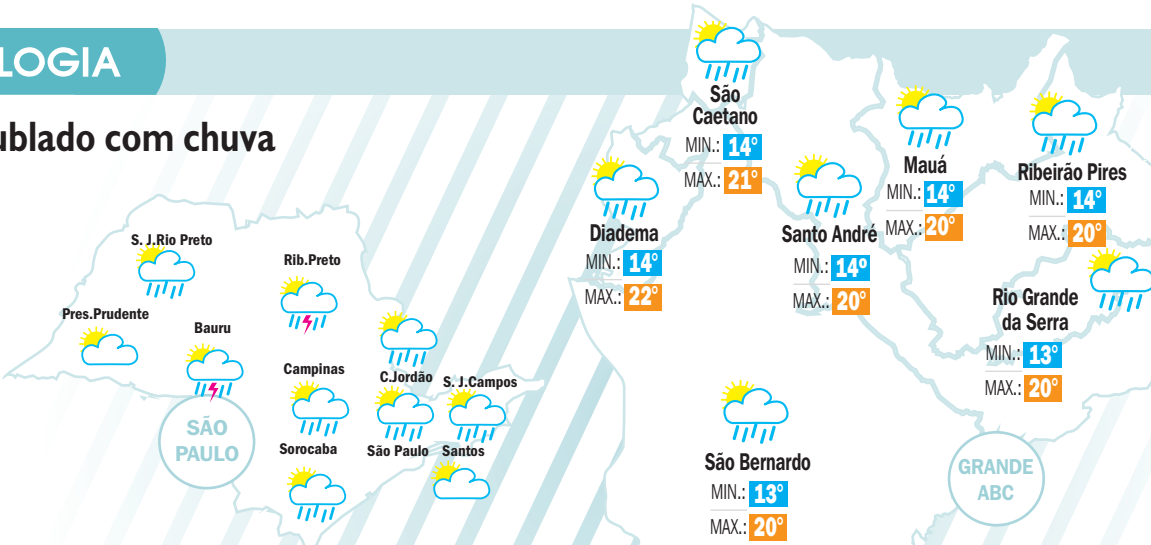 LOGIA
ublado com chuva
S. J.Rio Preto
Rib.Preto
Pres.Prudente
Bauru
Campinas
C.Jordão
S. J.Campos
SÃO
PAULO
Sorocaba
São Paulo
Santos
São
Caetano
MIN.: 14°
MAX.: 21°
Diadema
MIN.: 14°
MAX.: 22°
Santo André
MIN.: 14º
MAX.: 20°
Mauá
MIN.: 14°
MAX.: 20°
Ribeirão Pires
MIN.: 14°
MAX.: 20°
Rio Grande
da Serra
MIN.: 13°
MAX.: 20°
São Bernardo
MIN.: 13°
MAX.: 20°
GRANDE
ABC